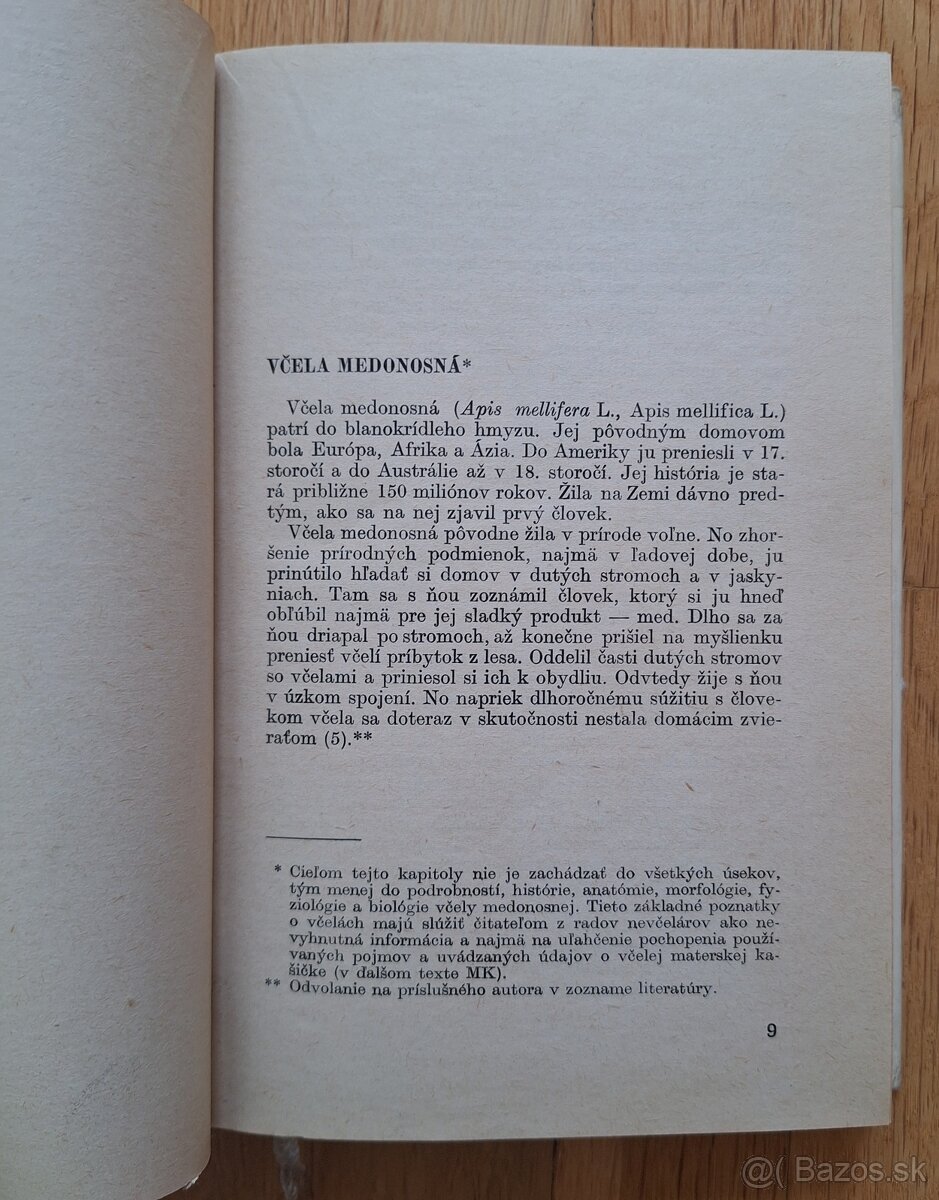 VČELA MEDONOSNÁ*
Včela medonosná (Apis mellifera L., Apis mellifica L.)
patrí do blanokrídleho hmyzu. Jej pôvodným domovom
bola Európa, Afrika a Ázia. Do Ameriky ju preniesli v 17.
storočí a do Austrálie až v 18. storočí. Jej história je sta-
rá približne 150 miliónov rokov. Žila na Zemi dávno pred-
tým, ako sa na nej zjavil prvý človek.
Včela medonosná pôvodne žila v prírode voľne. No zhor-
šenie prírodných podmienok, najmä v ľadovej dobe, ju
prinútilo hľadať si domov v dutých stromoch a v jasky-
niach. Tam sa s ňou zoznámil človek, ktorý si ju hneď
obľúbil najmä pre jej sladký produkt — med. Dlho sa za
ňou driapal po stromoch, až konečne prišiel na myšlienku
preniesť včelí príbytok z lesa. Oddelil časti dutých stromov
so včelami a priniesol si ich k obydliu. Odvtedy žije s ňou
v úzkom spojení. No napriek dlhoročnému súžitiu s člove-
kom včela sa doteraz v skutočnosti nestala domácim zvie-
raťom (5).**
* Cieľom tejto kapitoly nie je zachádzať do všetkých úsekov,
tým menej do podrobností, histórie, anatómie, morfológie, fy-
ziológie a biológie včely medonosnej. Tieto základné poznatky
o včelách majú slúžiť čitateľom z radov nevčelárov ako ne-
vyhnutná informácia a najmä na uľahčenie pochopenia použí-
vaných pojmov a uvádzaných údajov o včelej materskej ka-
šičke (v ďalšom texte MK).
** Odvolanie na príslušného autora v zozname literatúry.
9
@( Bazos.sk